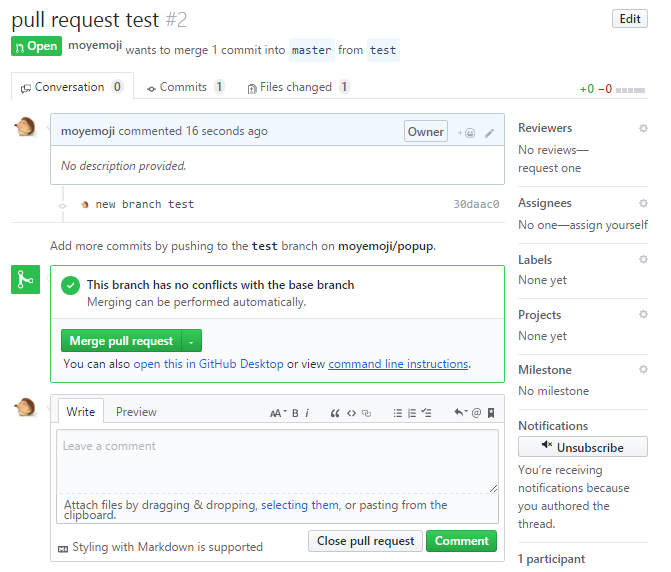 pull request test #2
Edit
Open moyemoji wants to merge 1 commit into master from test
Conversation 0
Commits 1
Files changed 1
+0 −0
moyemoji commented 16 seconds ago
Owner
No description provided.
new branch test
30daac0
Add more commits by pushing to the test branch on moyemoji/popup.
This branch has no conflicts with the base branch
Merging can be performed automatically.
Merge pull request
You can also open this in GitHub Desktop or view command line instructions.
Write
Preview
AA B i
Leave a comment
Attach files by dragging & dropping, selecting them, or pasting from the
clipboard.
Styling with Markdown is supported
Close pull request
Comment
Reviewers
No reviews—
request one
Assignees
No one—assign yourself
Labels
None yet
Projects
None yet
Milestone
No milestone
Notifications
Unsubscribe
You’re receiving
notifications because
you authored the
thread.
1 participant